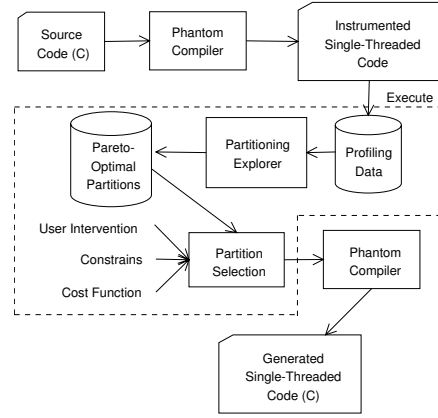 Source
Code (C)
Phantom
Compiler
Instrumented
Single-Threaded
Code
Execute
Pareto-
Optimal
Partitions
Partitioning
Explorer
Profiling
Data
User Intervention
Constrains
Cost Function
Partition
Selection
Phantom
Compiler
Generated
Single-Threaded
Code (C)